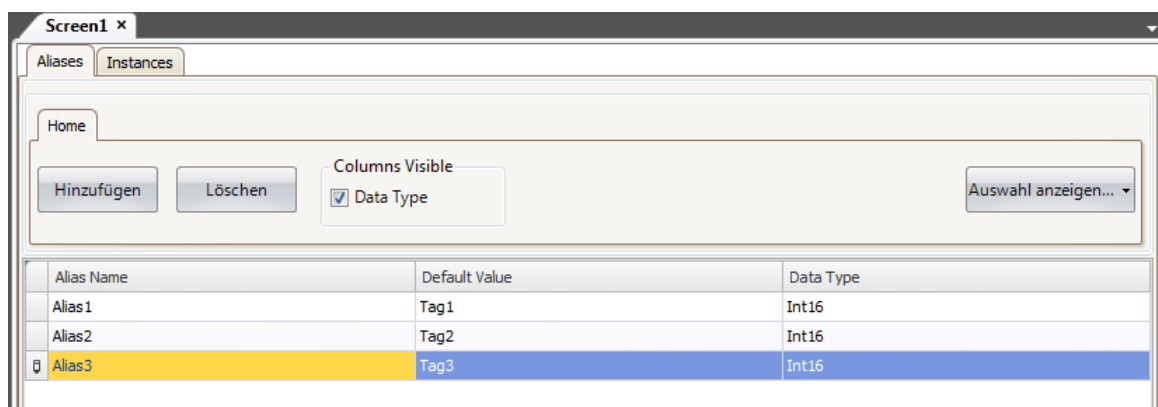 Screen1 ×
Aliases Instances
Home
Columns Visible
Hinzufügen Löschen Data Type Auswahl anzeigen...
Alias Name Default Value Data Type
Alias1 Tag1 Int16
Alias2 Tag2 Int16
Alias3 Tag3 Int16